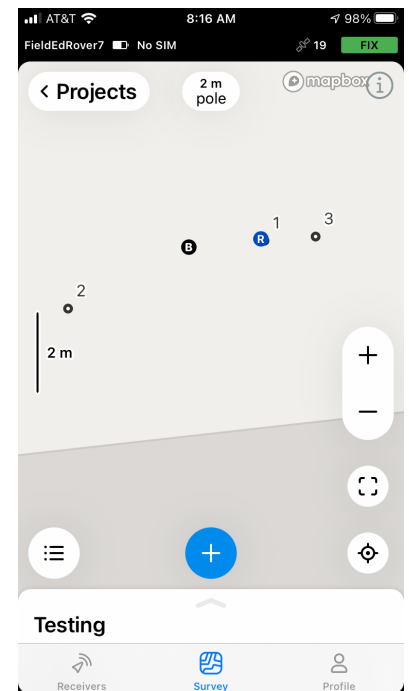 AT&T 8:16 AM 98%
FieldEdRover7 No SIM 19 FIX
< Projects
2 m
pole
mapbox
i
1
3
R
B
2
2 m
Testing
Receivers Survey Profile